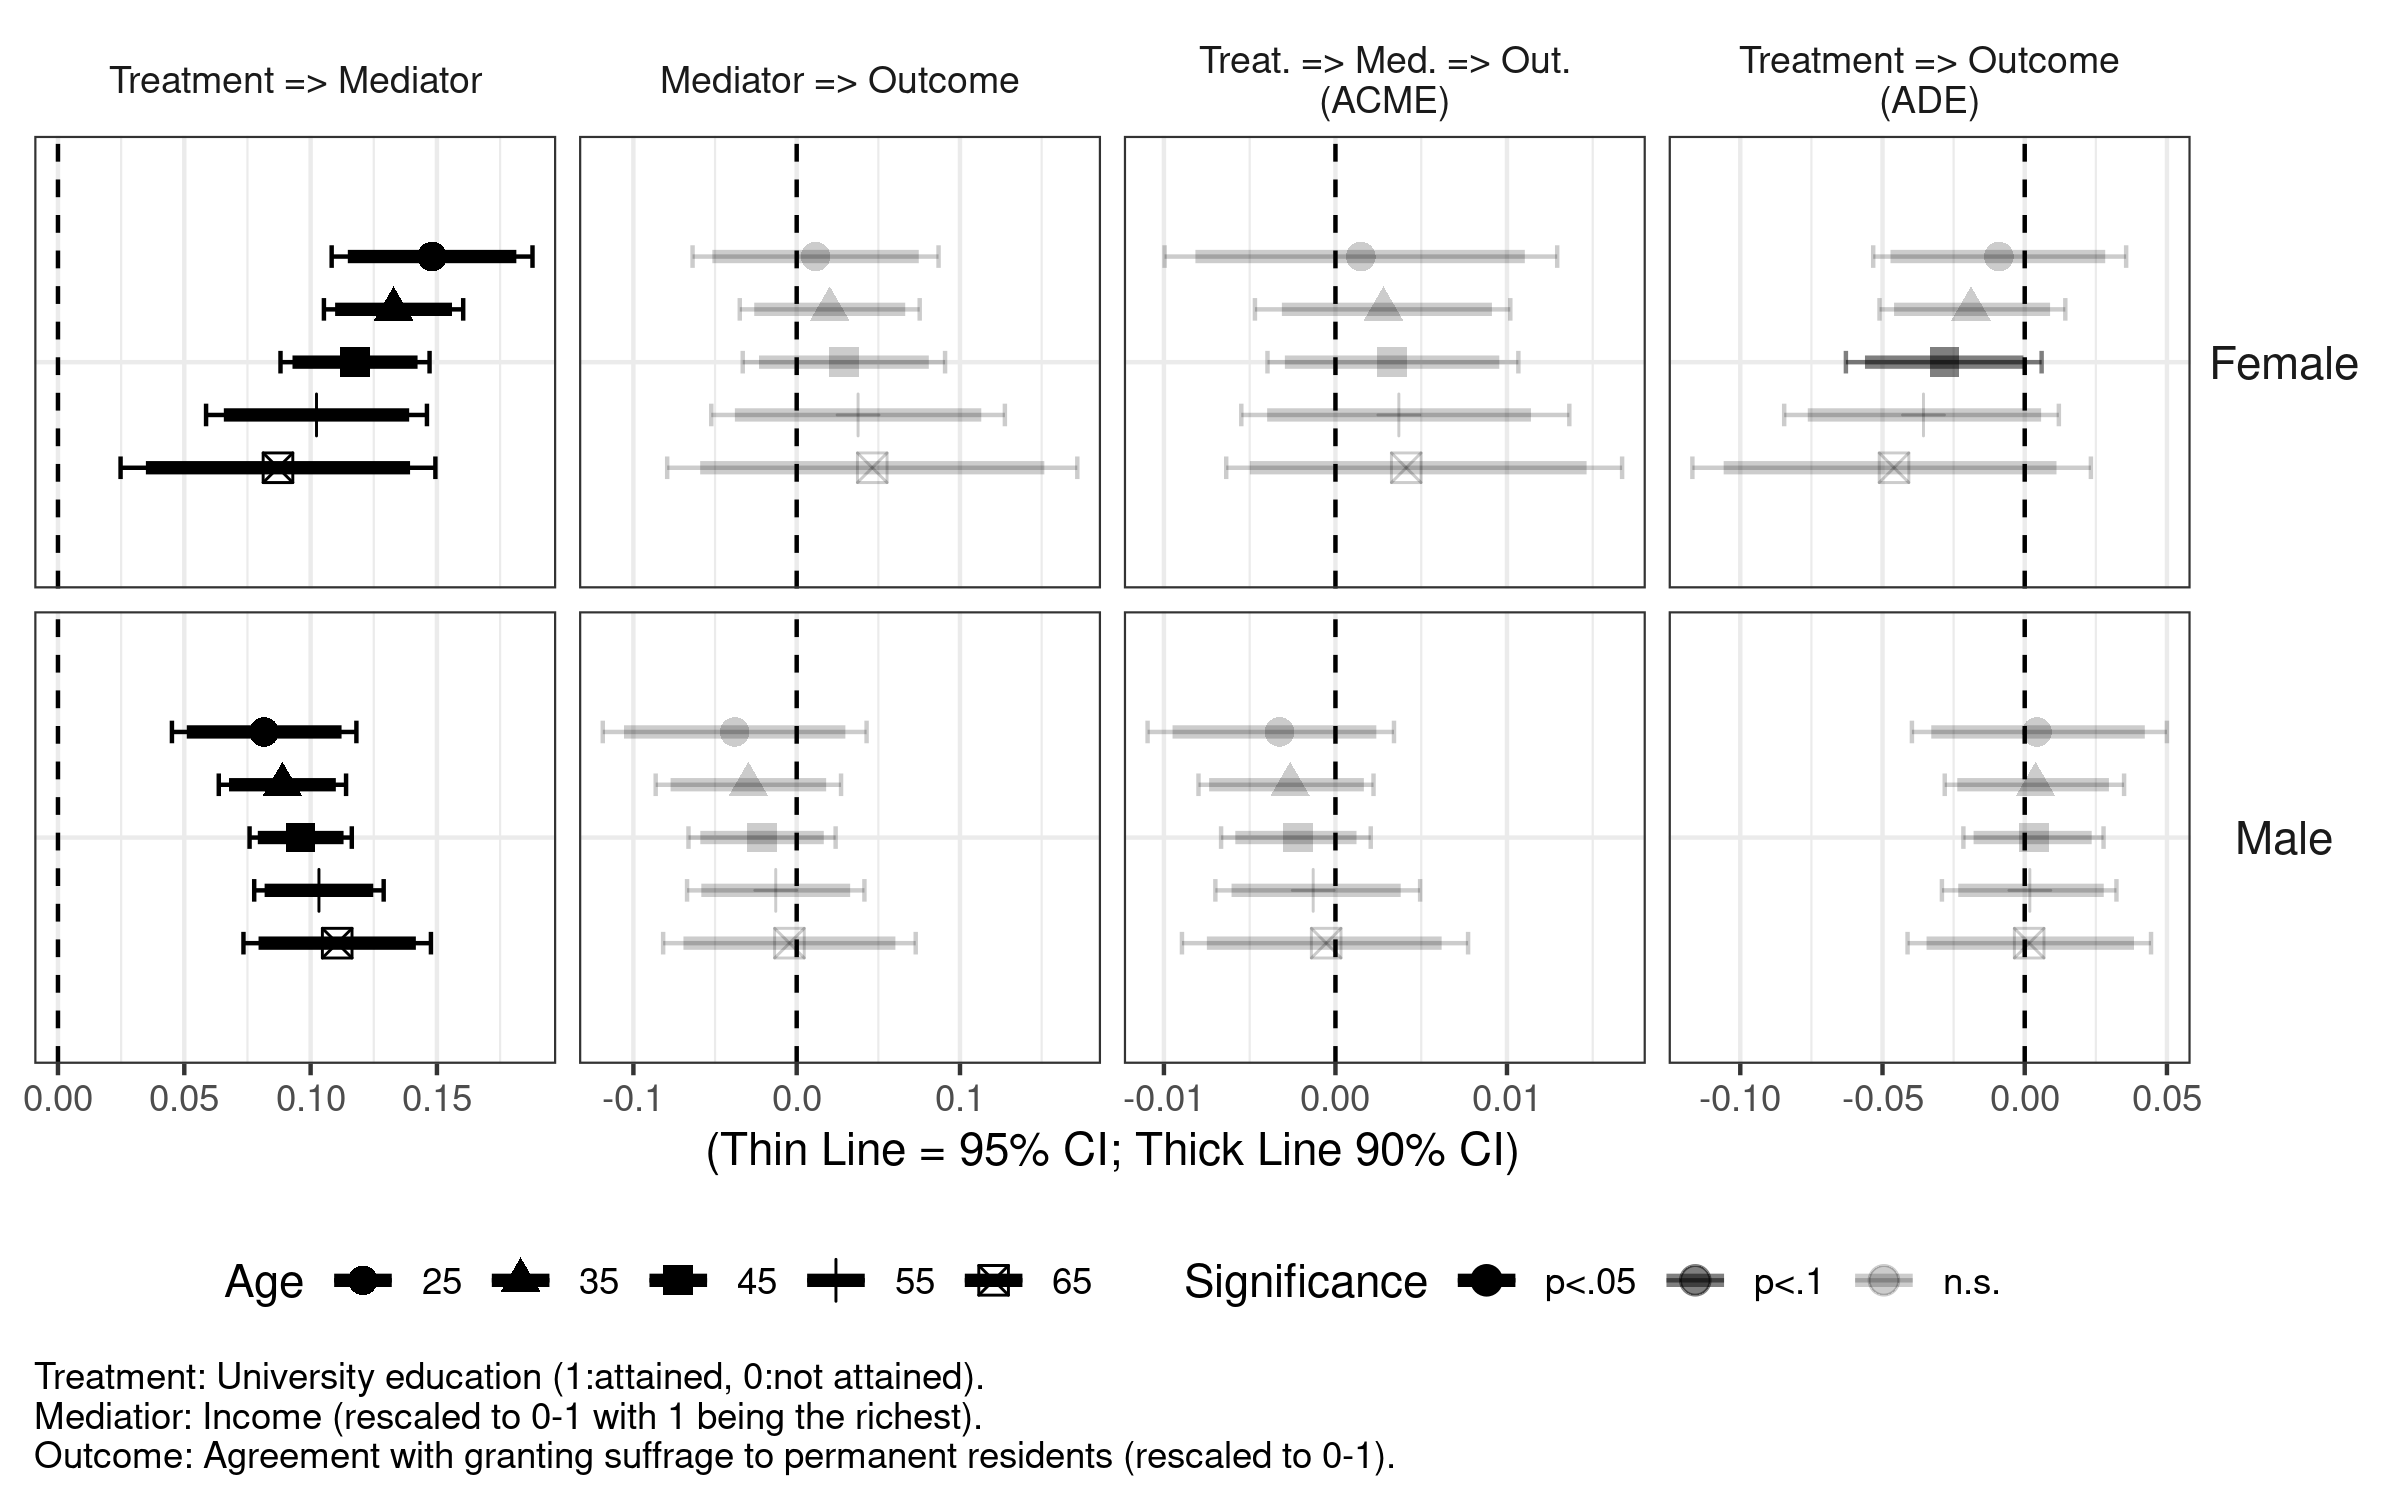 Treatment => Mediator
Mediator => Outcome
Treat. => Med. => Out.
(ACME)
Treatment => Outcome
(ADE)
Female
Male
0.00 0.05 0.10 0.15
-0.1 0.0 0.1
-0.01 0.00 0.01
-0.10 -0.05 0.00 0.05
(Thin Line = 95% CI; Thick Line 90% CI)
Age 25 35 45 55 65
Significance p<.05 p<.1 n.s.
Treatment: University education (1:attained, 0:not attained).
Mediatior: Income (rescaled to 0-1 with 1 being the richest).
Outcome: Agreement with granting suffrage to permanent residents (rescaled to 0-1).